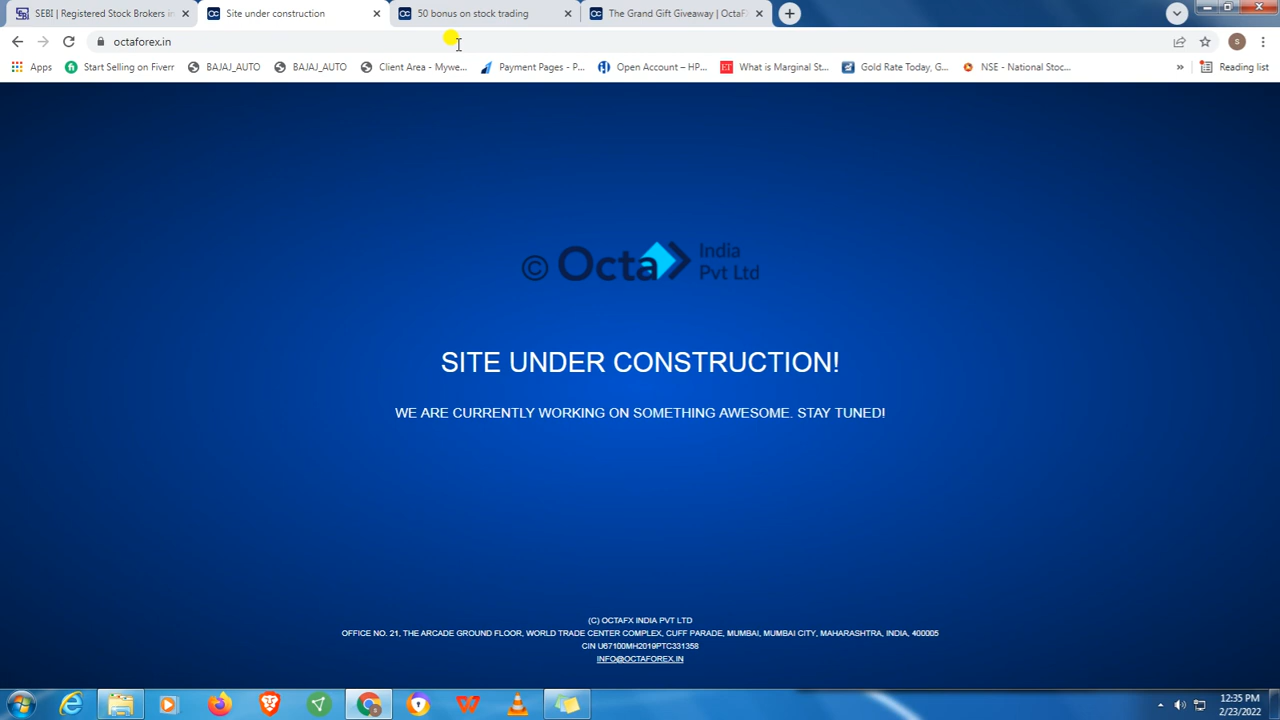 SEBI | Registered Stock Brokers in
Site under construction
50 bonus on stock trading
The Grand Gift Giveaway | OctaF
octaforex.in
S
Apps
Start Selling on Fiverr
BAJAJ_AUTO
BAJAJ_AUTO
Client Area - Mywe...
Payment Pages - P...
Open Account – HP...
ET
What is Marginal St...
Gold Rate Today, G...
NSE - National Stoc...
»
Reading list
© Octa India Pvt Ltd
SITE UNDER CONSTRUCTION!
WE ARE CURRENTLY WORKING ON SOMETHING AWESOME. STAY TUNED!
(C) OCTAFX INDIA PVT LTD
OFFICE NO. 21, THE ARCADE GROUND FLOOR, WORLD TRADE CENTER COMPLEX, CUFF PARADE, MUMBAI, MUMBAI CITY, MAHARASHTRA, INDIA, 400005
CIN U67100MH2019PTC331358
INFO@OCTAFOREX.IN
12:35 PM
2/23/2022